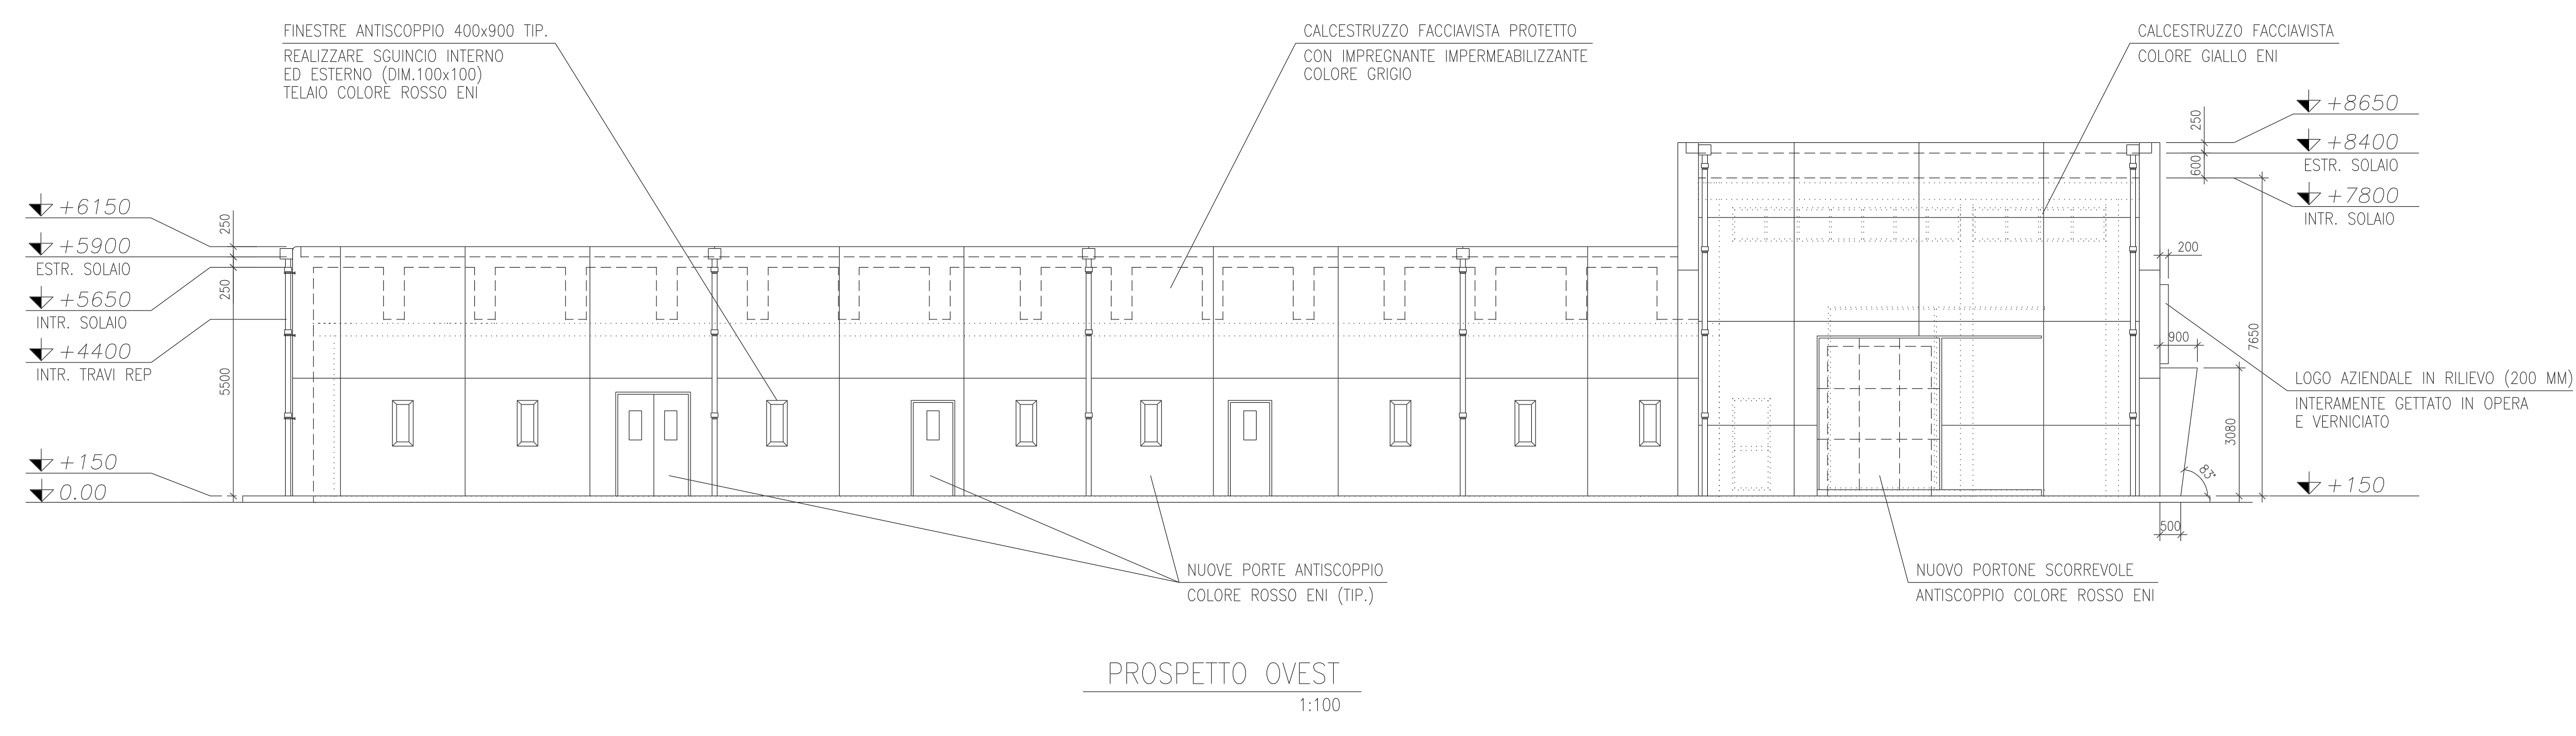 FINESTRE ANTISCOPPIO 400x900 TIP.
REALIZZARE SGUINCIO INTERNO
ED ESTERNO (DIM.100x100)
TELAIO COLORE ROSSO ENI
CALCESTRUZZO FACCIAVISTA PROTETTO
CON IMPREGNANTE IMPERMEABILIZZANTE
COLORE GRIGIO
CALCESTRUZZO FACCIAVISTA
COLORE GIALLO ENI
+6150
+5900
ESTR. SOLAIO
+5650
INTR. SOLAIO
+4400
INTR. TRAVI REP
+150
0.00
250
250
5500
+8650
+8400
ESTR. SOLAIO
+7800
INTR. SOLAIO
250
600
200
900
7650
3080
83°
500
+150
LOGO AZIENDALE IN RILIEVO (200 MM)
INTERAMENTE GETTATO IN OPERA
E VERNICIATO
NUOVE PORTE ANTISCOPPIO
COLORE ROSSO ENI (TIP.)
NUOVO PORTONE SCORREVOLE
ANTISCOPPIO COLORE ROSSO ENI
PROSPETTO OVEST
1:100